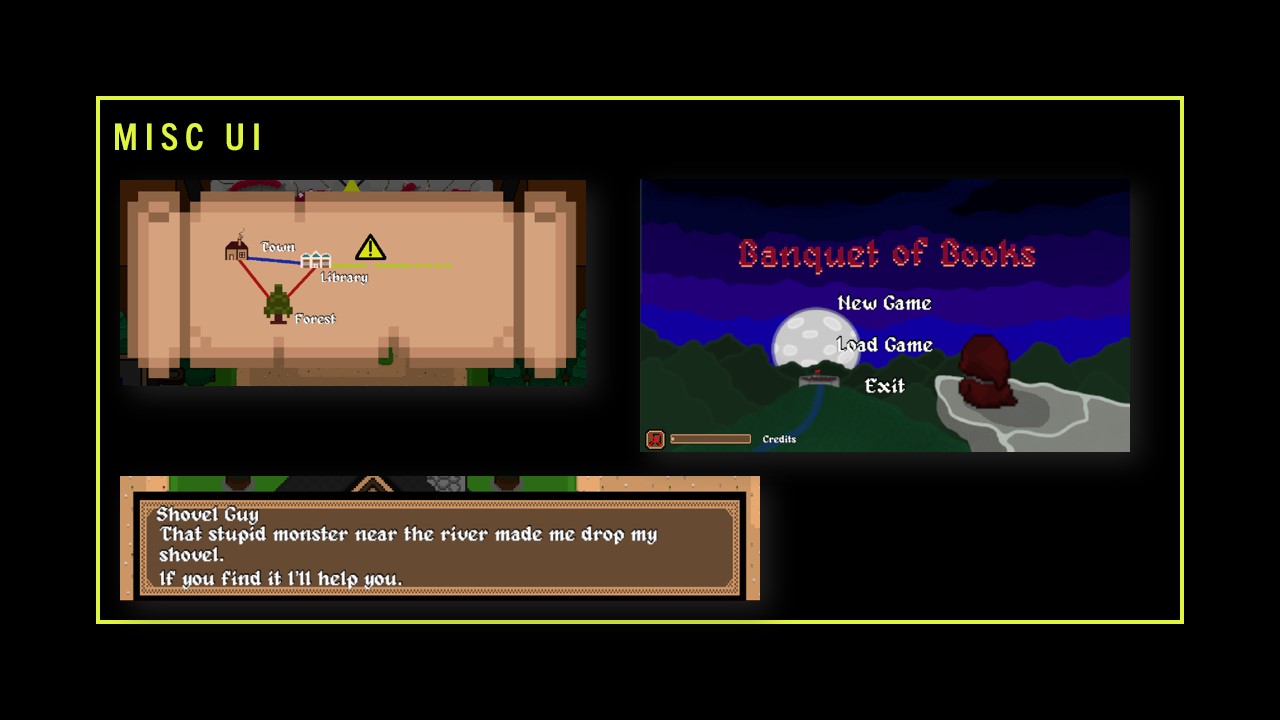 MISC UI
Town
Library
Forest
Banquet of Books
New Game
Load Game
Exit
Credits
Shovel Guy
That stupid monster near the river made me drop my
shovel.
If you find it I'll help you.